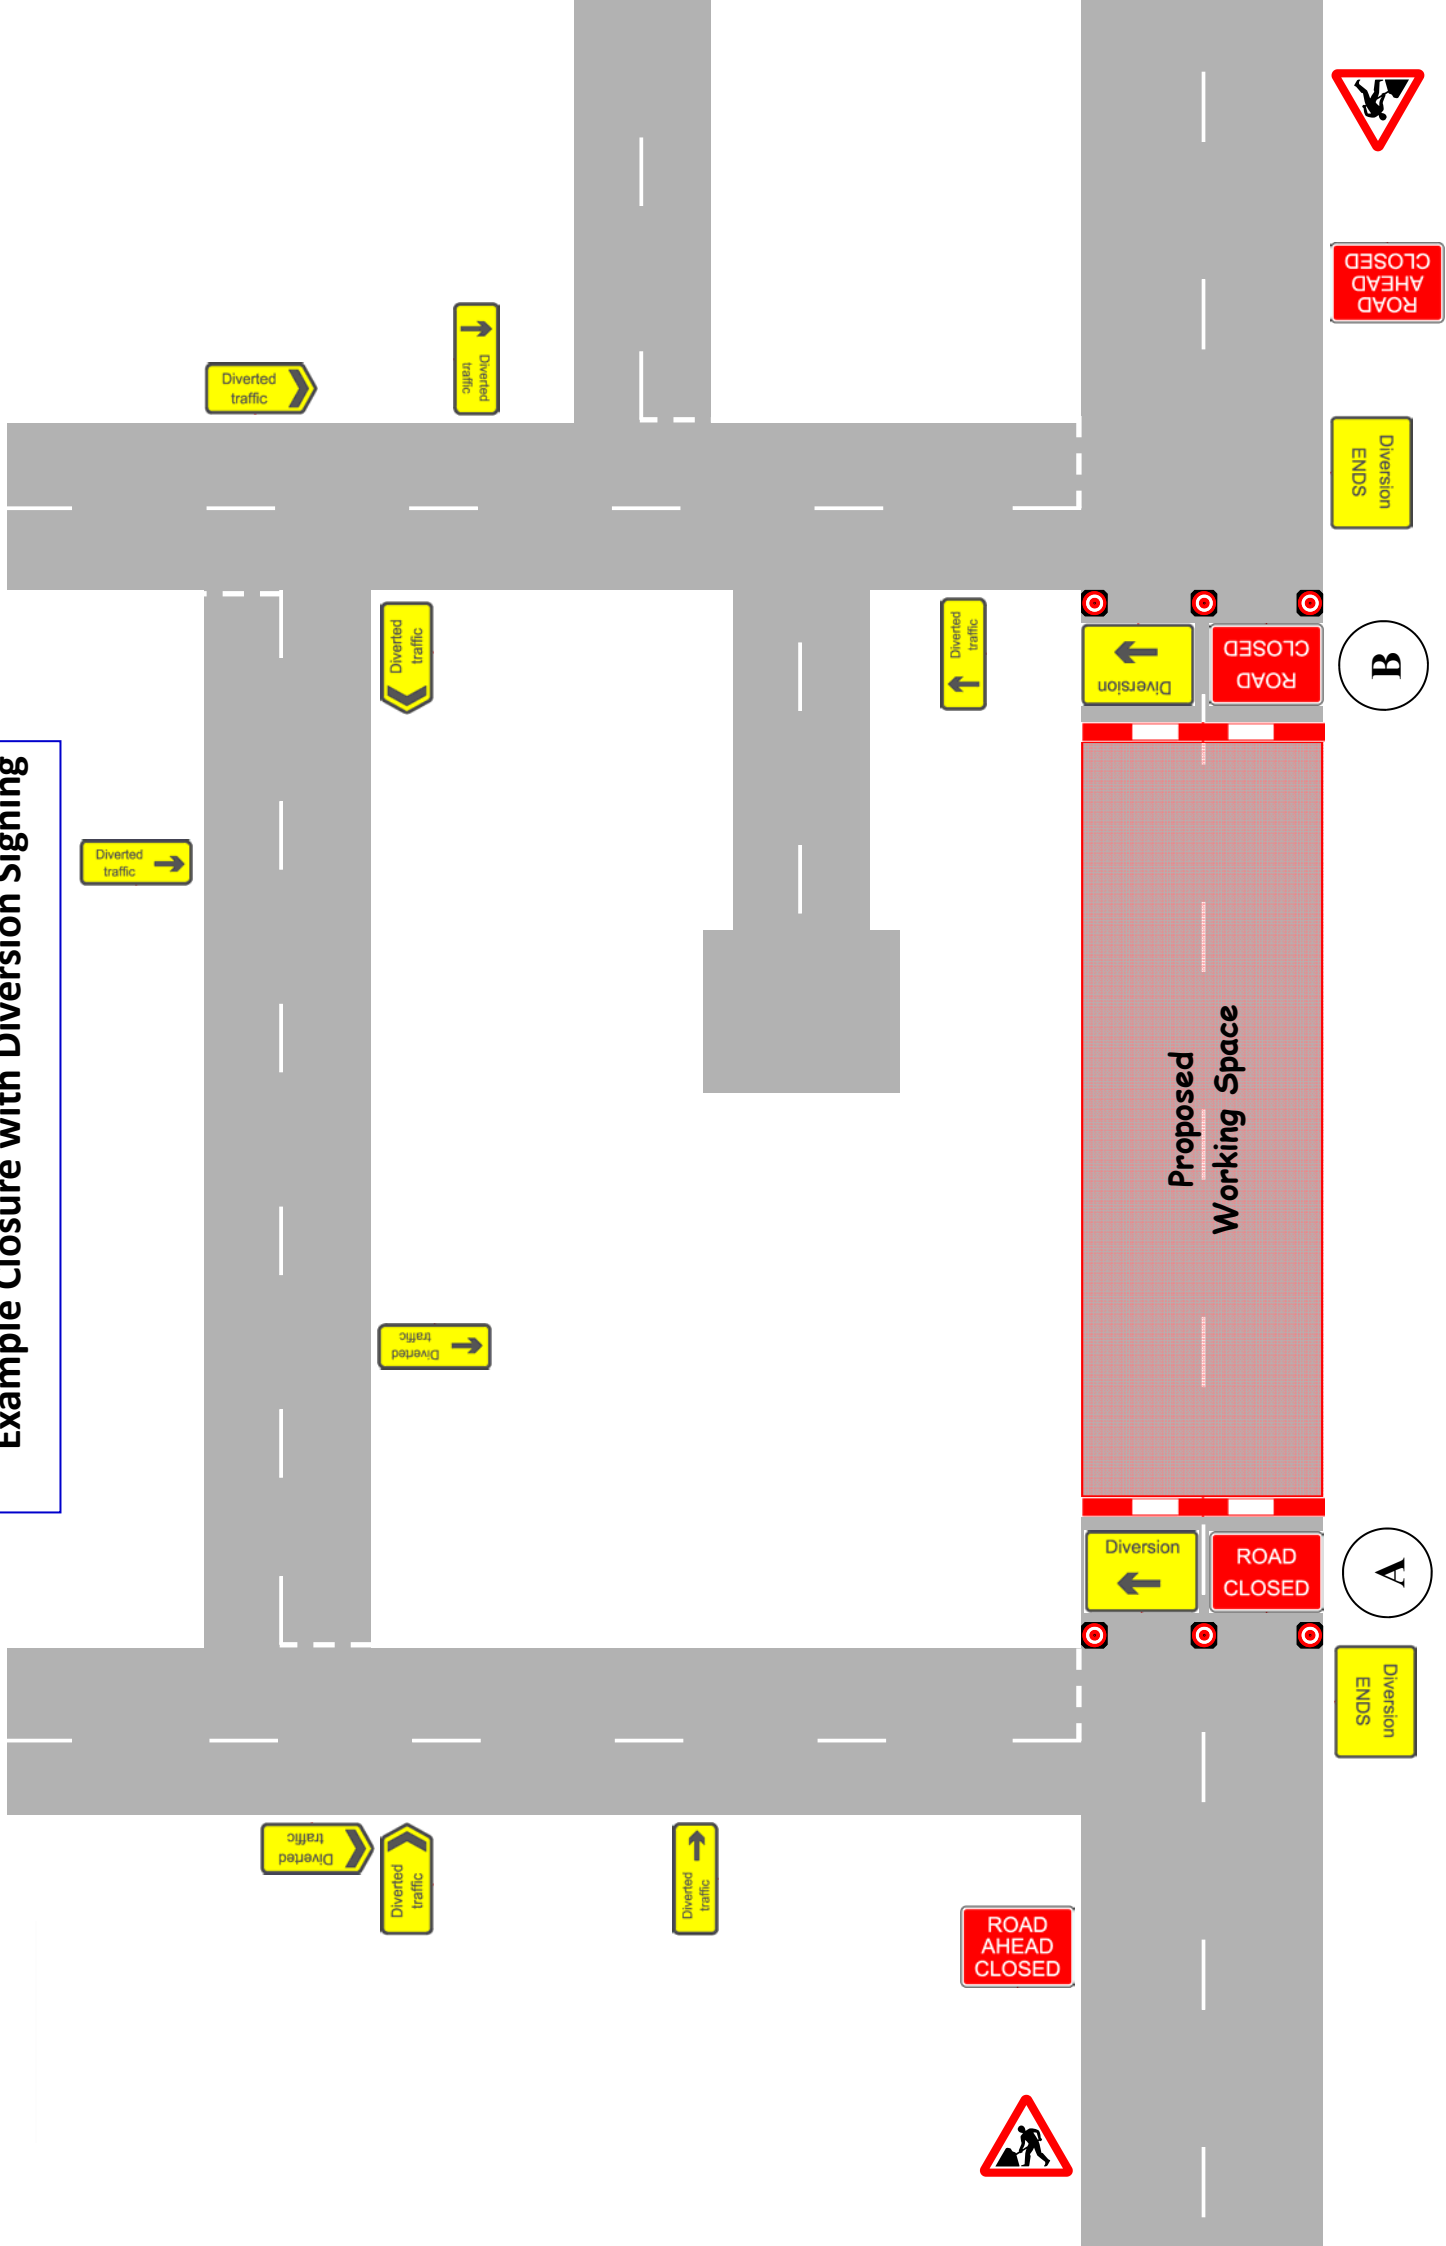 Example Closure with Diversion Signing
ROAD
AHEAD
CLOSED
Diverted
traffic
Diverted
traffic
Diversion
ENDS
Diverted
traffic
Diverted
traffic
Diversion
ROAD
CLOSED
B
Diverted
traffic
Proposed
Working Space
Diverted
traffic
Diversion
ROAD
CLOSED
A
Diversion
ENDS
Diverted
traffic
Diverted
traffic
Diverted
traffic
ROAD
AHEAD
CLOSED